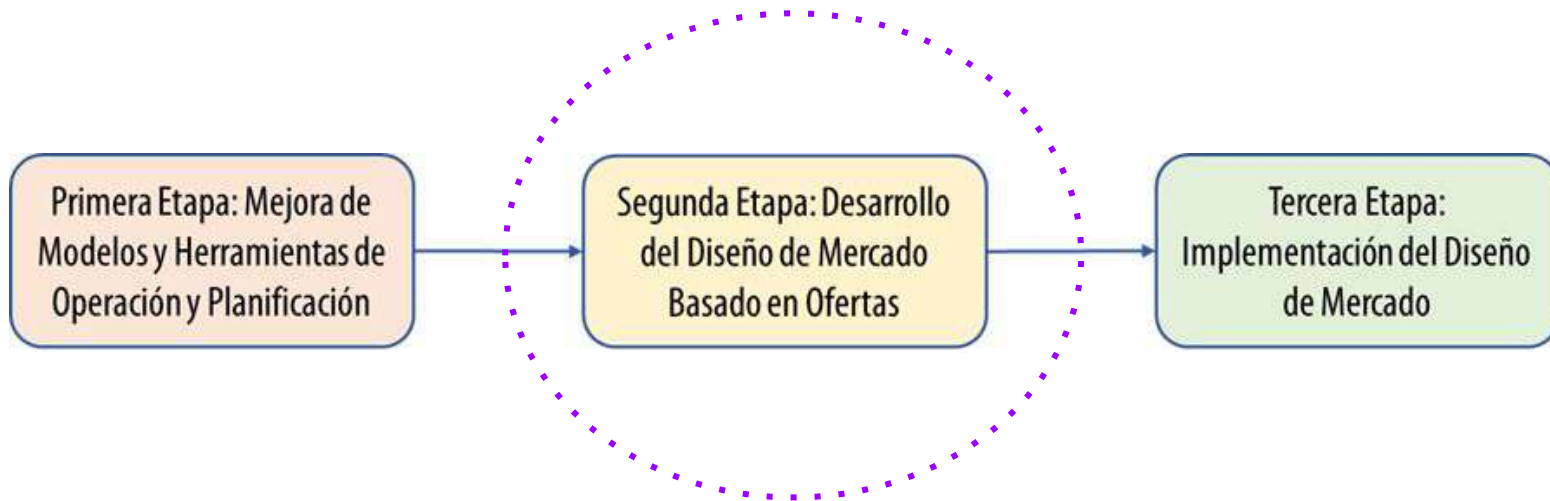 Primera Etapa: Mejora de
Modelos y Herramientas de
Operación y Planificación
Segunda Etapa: Desarrollo
del Diseño de Mercado
Basado en Ofertas
Tercera Etapa:
Implementación del Diseño
de Mercado